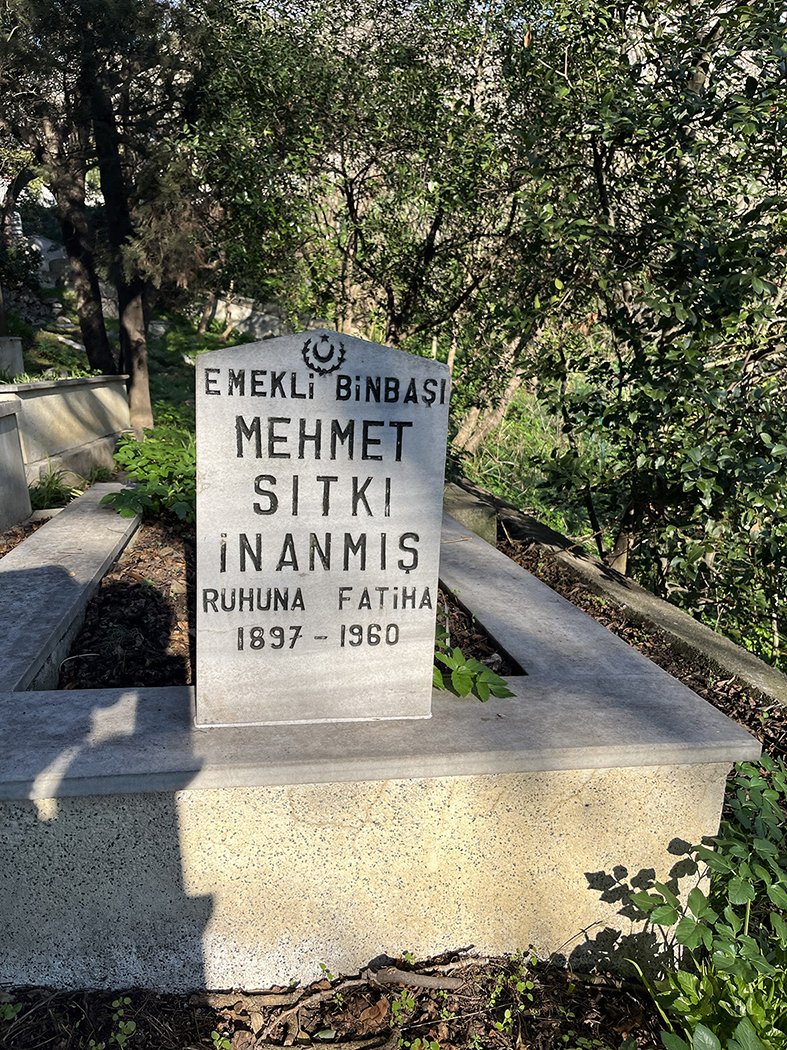 EMEKLİ BİNBAŞI
MEHMET
SITKI
İNANMIŞ
RUHUNA FATİHA
1897 - 1960